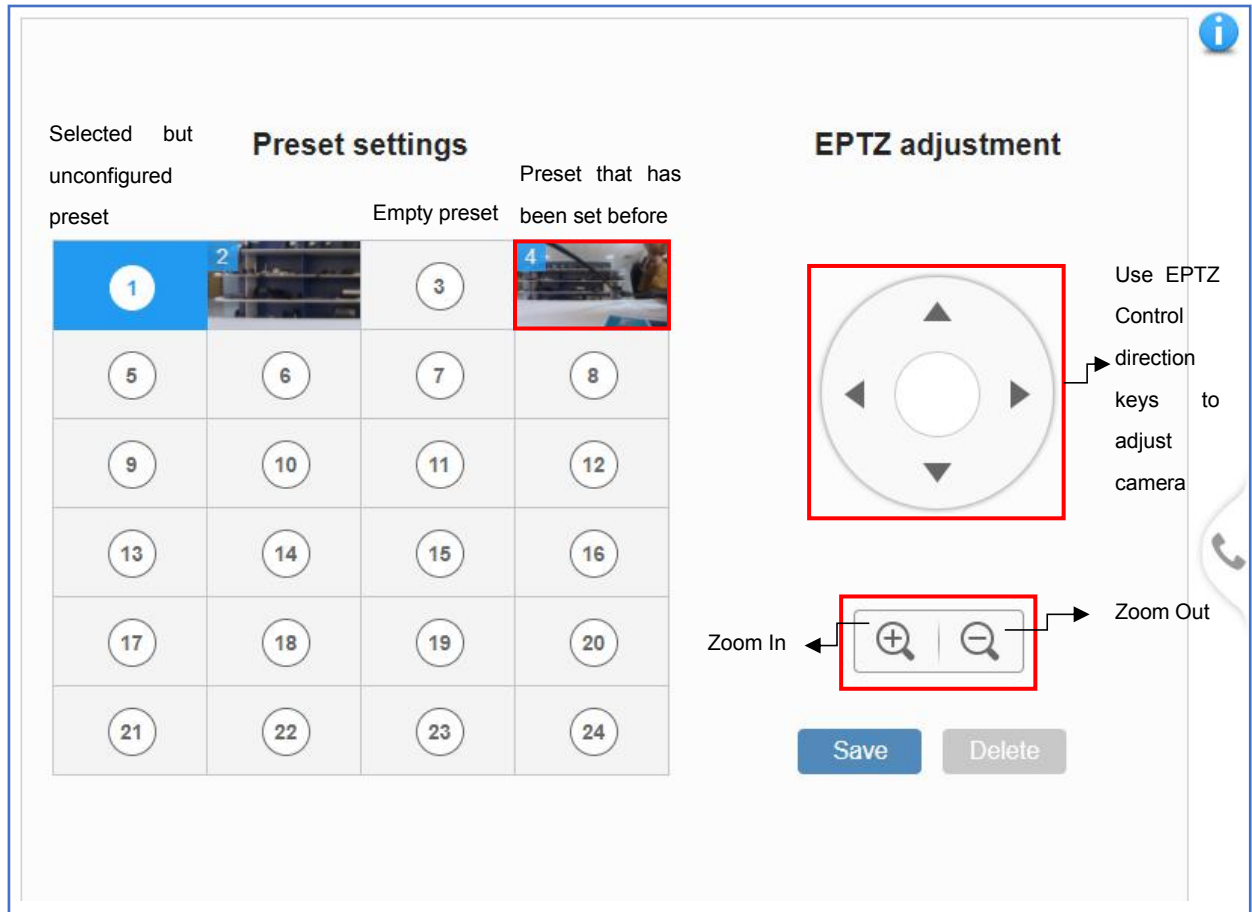 i
Selected but
unconfigured
preset
Preset settings
Empty preset
Preset that has
been set before
EPTZ adjustment
1
2
3
4
5
6
7
8
9
10
11
12
13
14
15
16
17
18
19
20
21
22
23
24
Use EPTZ
Control
direction
keys to
adjust
camera
Zoom In
Zoom Out
Save
Delete